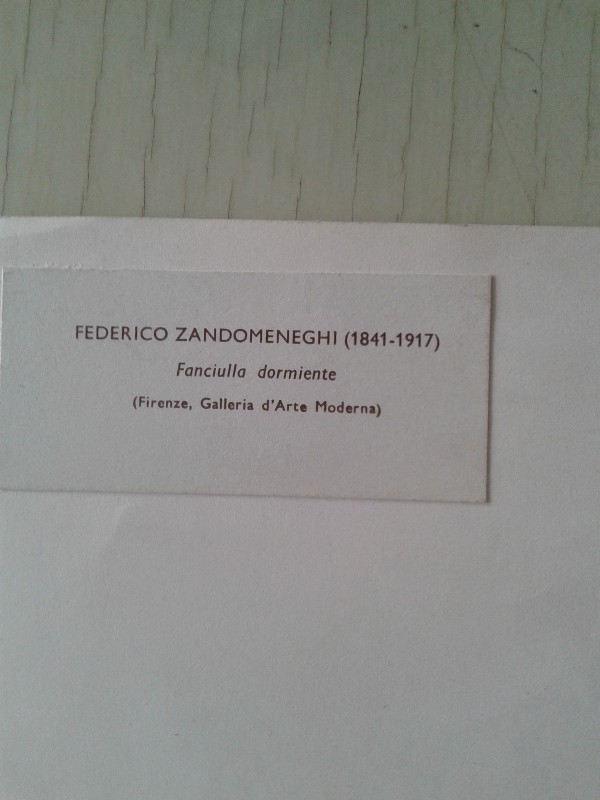 FEDERICO ZANDOMENEGHI (1841-1917)
Fanciulla dormiente
(Firenze, Galleria d'Arte Moderna)